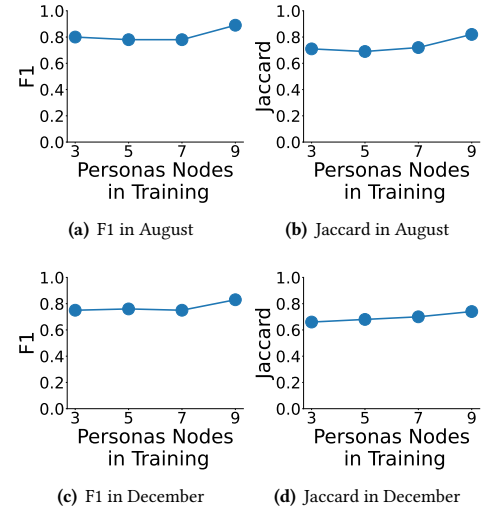 1.0
0.8
0.6
0.4
0.2
0.0
F1
3 5 7 9
Personas Nodes
in Training
(a) F1 in August
1.0
0.8
0.6
0.4
0.2
0.0
Jaccard
3 5 7 9
Personas Nodes
in Training
(b) Jaccard in August
1.0
0.8
0.6
0.4
0.2
0.0
F1
3 5 7 9
Personas Nodes
in Training
(c) F1 in December
1.0
0.8
0.6
0.4
0.2
0.0
Jaccard
3 5 7 9
Personas Nodes
in Training
(d) Jaccard in December